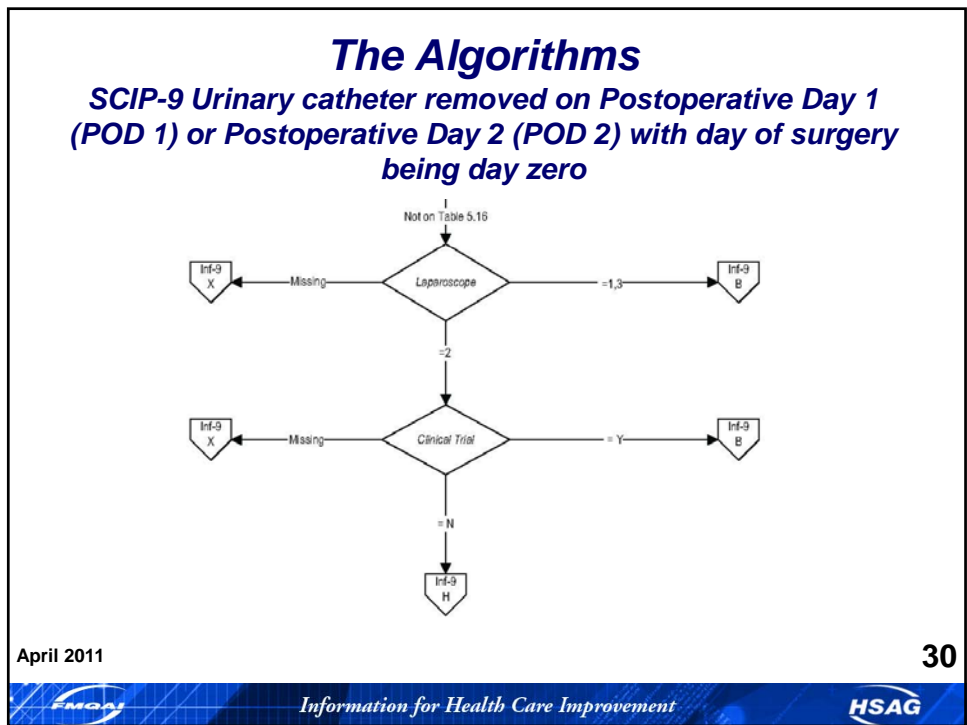 The Algorithms
SCIP-9 Urinary catheter removed on Postoperative Day 1
(POD 1) or Postoperative Day 2 (POD 2) with day of surgery
being day zero
Not on Table 5.16
Inf-9
X
Missing
Laparoscope
=1,3
Inf-9
B
=2
Inf-9
X
Missing
Clinical Trial
= Y
Inf-9
B
= N
Inf-9
H
April 2011
30
FMQAI
Information for Health Care Improvement
HSAG